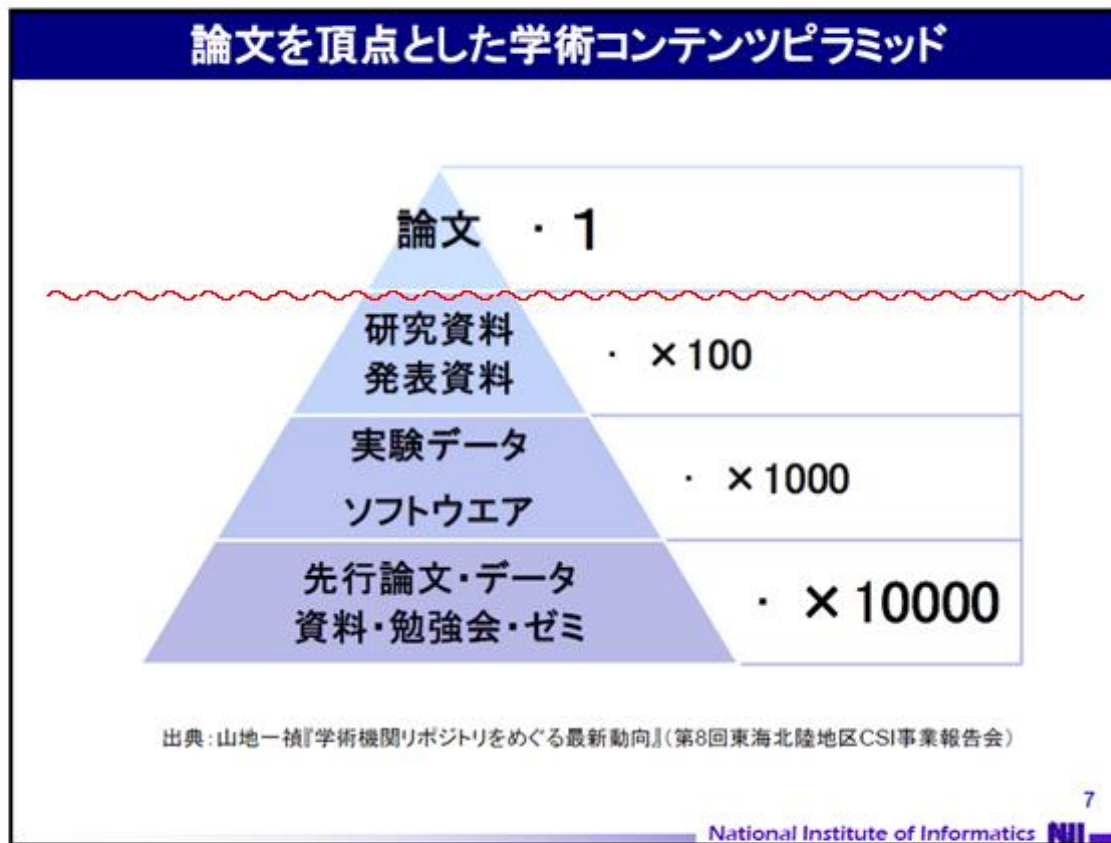 論文を頂点とした学術コンテンツピラミッド
論文 ・ 1
研究資料
発表資料
・ ×100
実験データ
ソフトウエア
・ ×1000
先行論文・データ
資料・勉強会・ゼミ
・ ×10000
出典:山地一禎『学術機関リポジトリをめぐる最新動向』(第8回東海北陸地区CSI事業報告会)
7
National Institute of Informatics NII